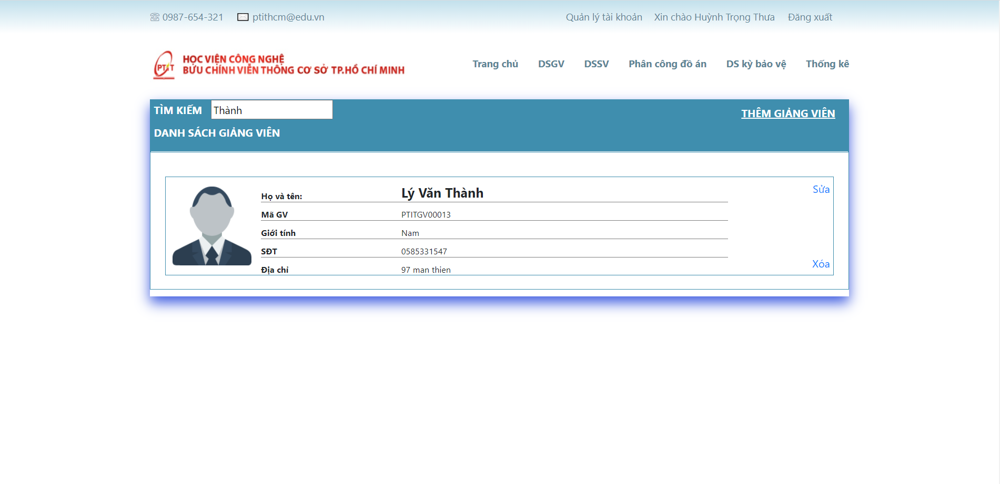 0987-654-321 ptithcm@edu.vn Quản lý tài khoản Xin chào Huỳnh Trọng Thưa Đăng xuất
PTIT
HỌC VIỆN CÔNG NGHỆ
BƯU CHÍNH VIỄN THÔNG CƠ SỞ TP.HỒ CHÍ MINH
Trang chủ DSGV DSSV Phân công đồ án DS kỳ bảo vệ Thống kê
TÌM KIẾM Thành THÊM GIẢNG VIÊN
DANH SÁCH GIẢNG VIÊN
Họ và tên: Lý Văn Thành Sửa
Mã GV PTITGV00013
Giới tính Nam
SĐT 0585331547
Địa chỉ 97 man thien Xóa